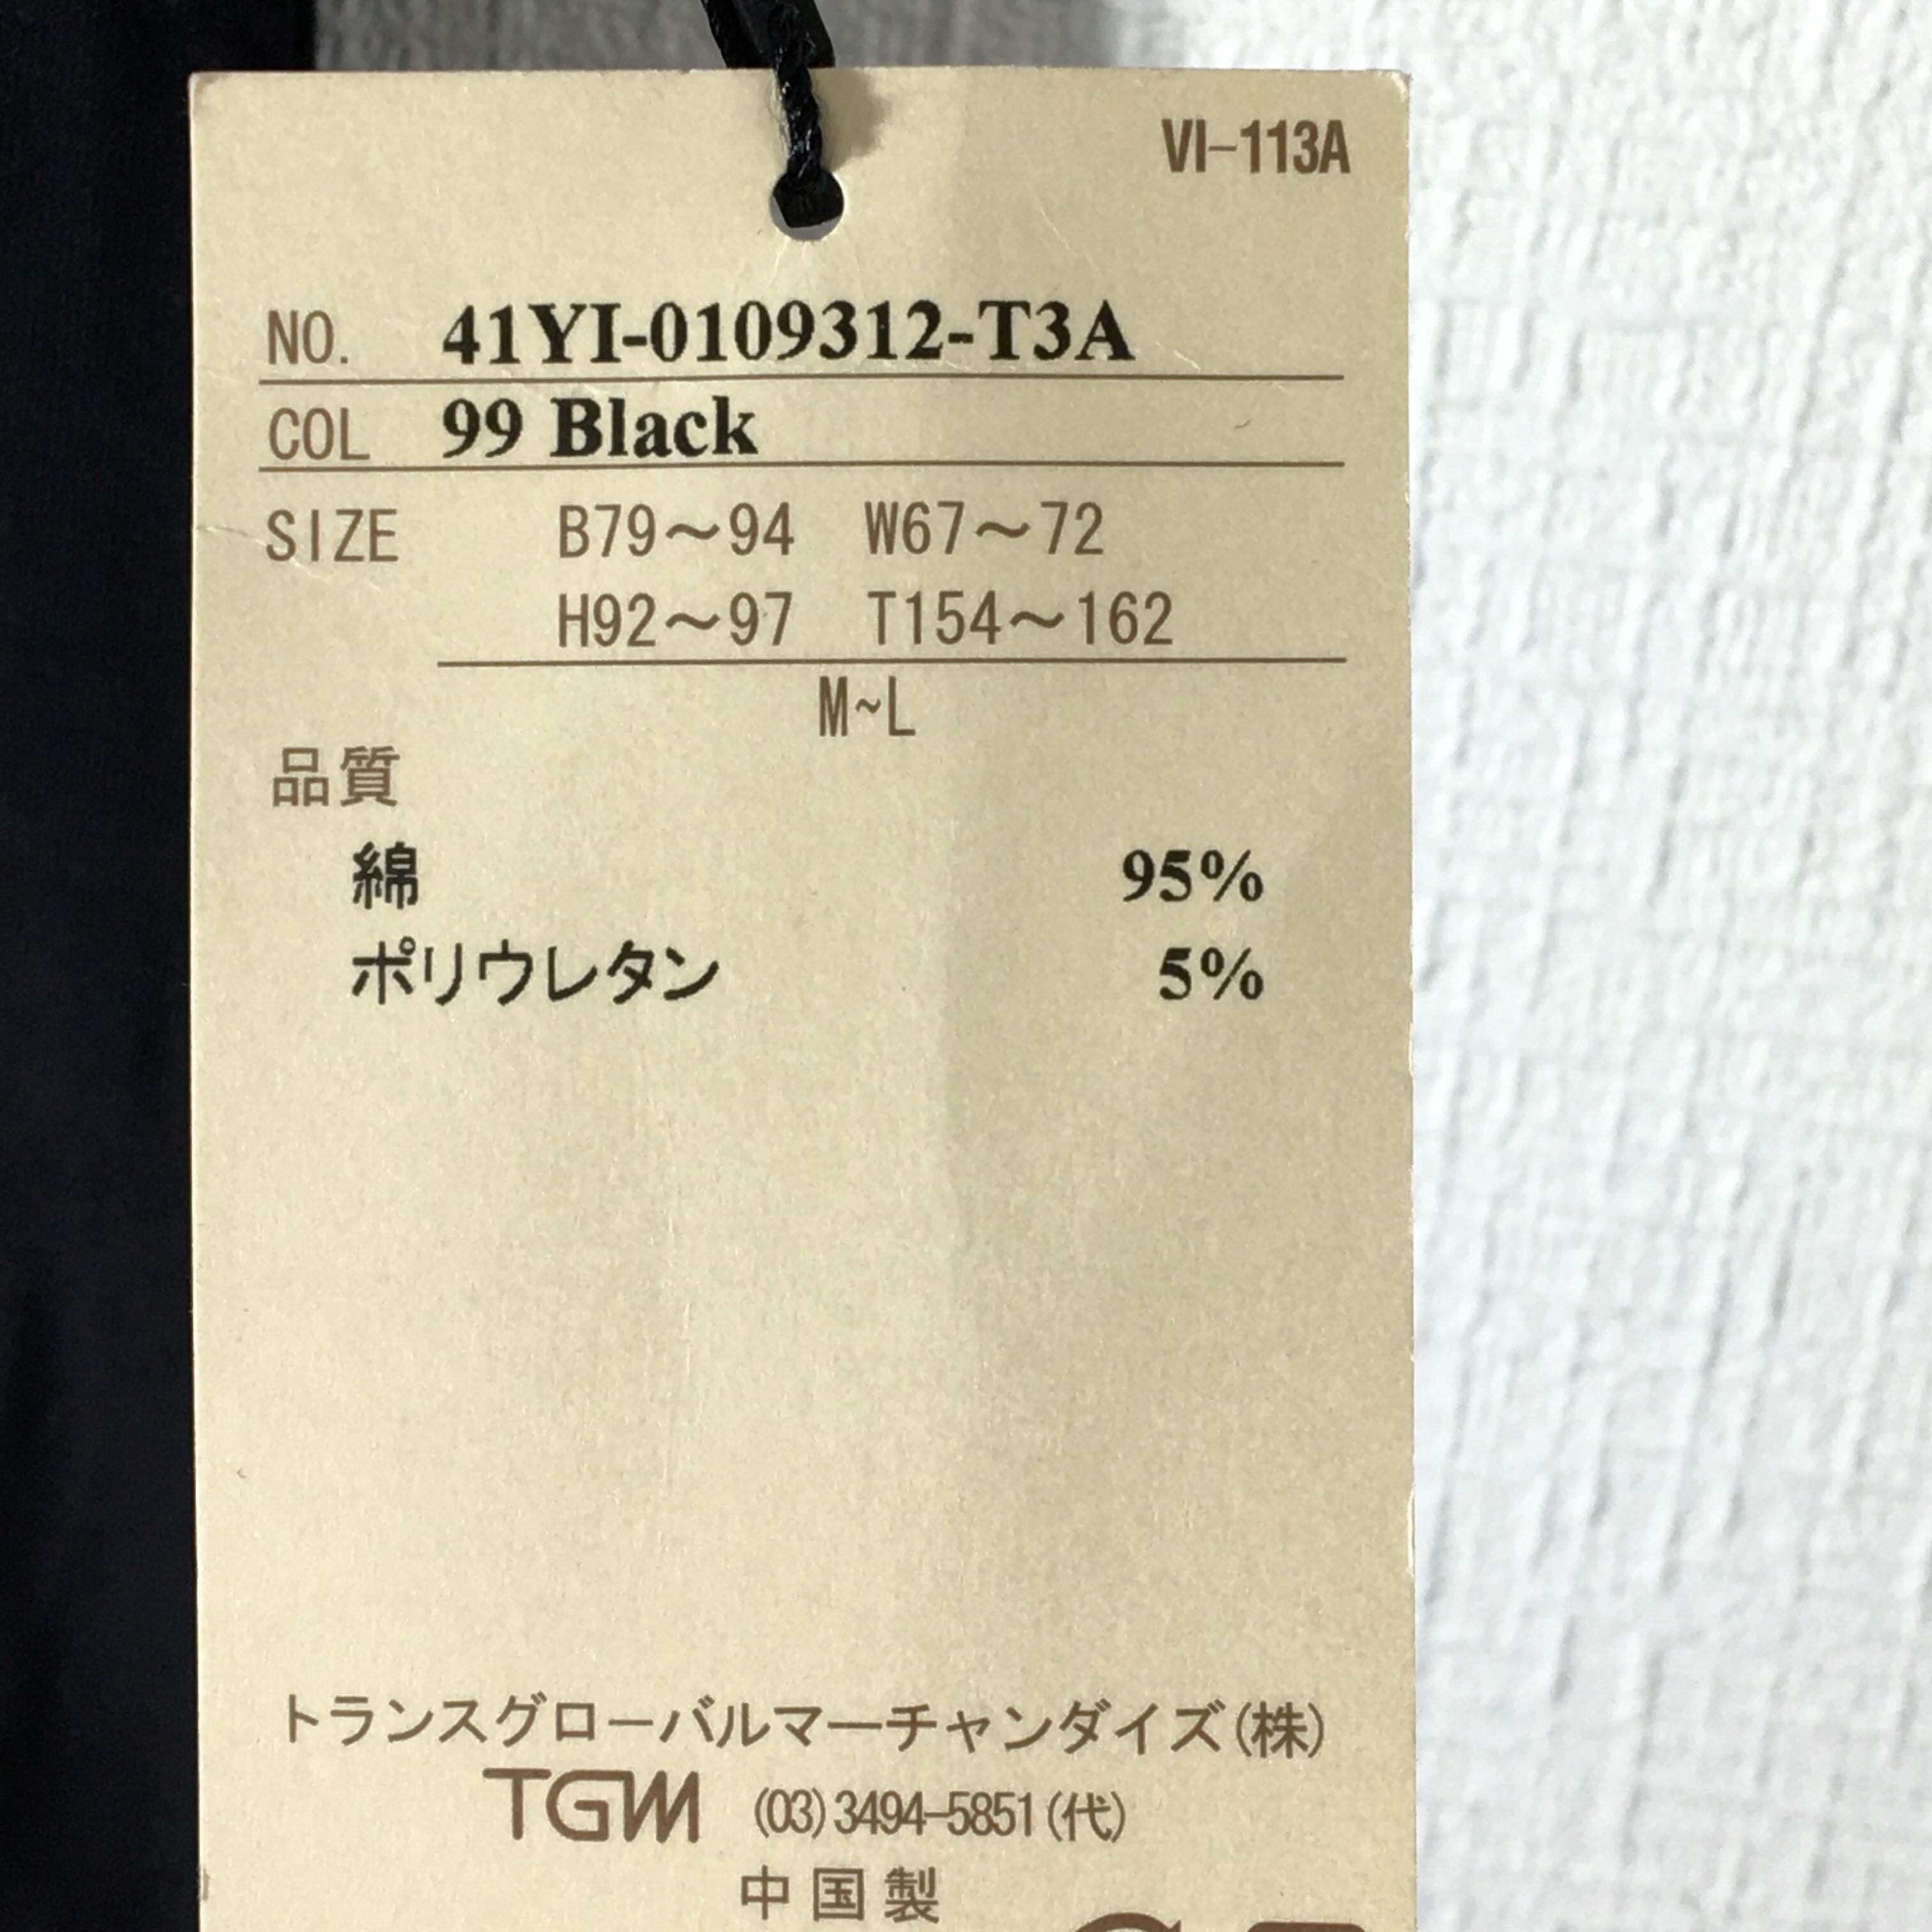 VI-113A
NO. 41YI-0109312-T3A
COL 99 Black
SIZE B79～94 W67～72
H92～97 T154～162
M~L
品質
綿 95%
ポリウレタン 5%
トランスグローバルマーチャンダイズ(株)
TGM (03)3494-5851(代)
中国製